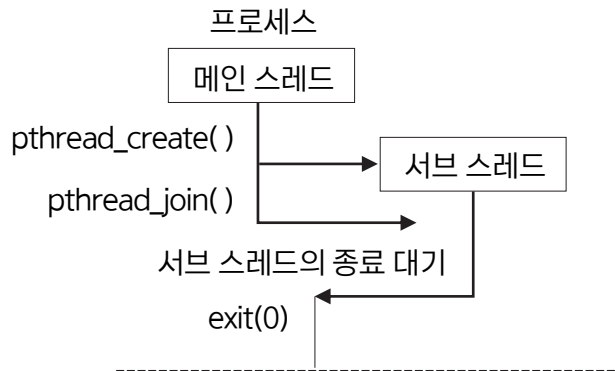 프로세스
메인 스레드
pthread_create( )
서브 스레드
pthread_join( )
서브 스레드의 종료 대기
exit(0)